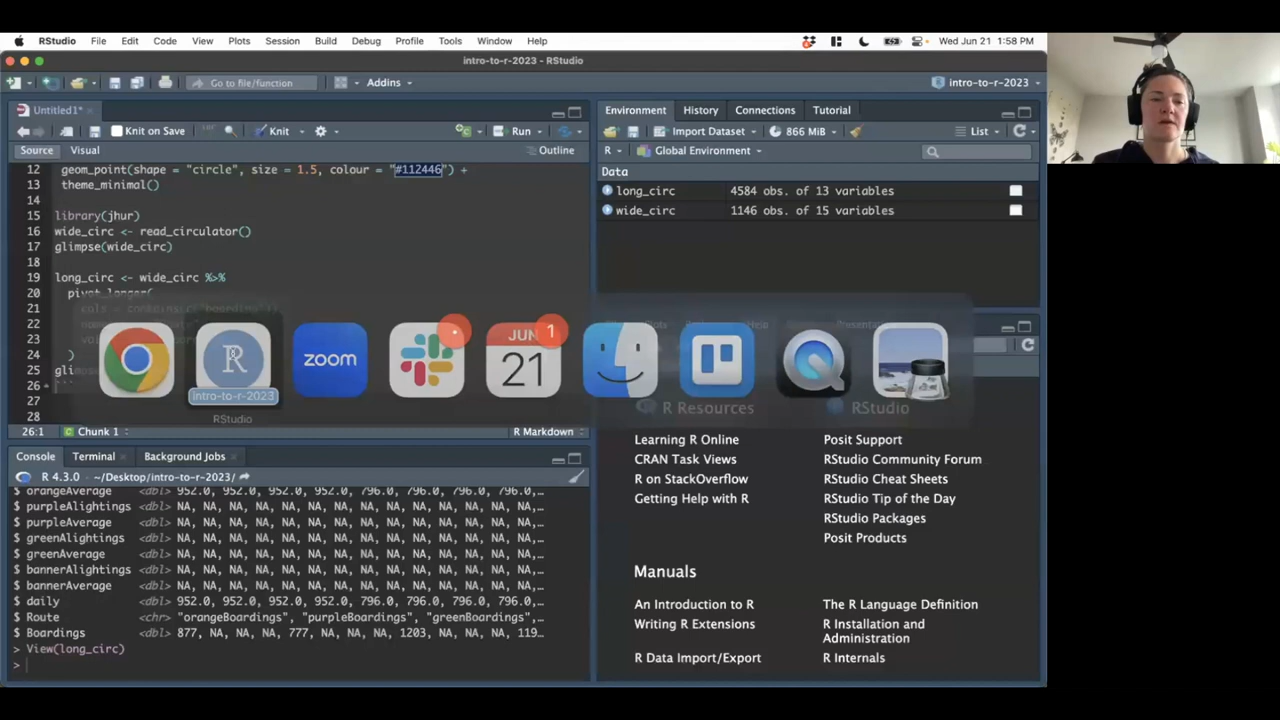 RStudio File Edit Code View Plots Session Build Debug Profile Tools Window Help Wed Jun 21 1:58 PM
intro-to-r-2023 - RStudio
Go to file/function Addins intro-to-r-2023
Untitled1*
Knit on Save Knit Run
Source Visual Outline
12 geom_point(shape = "circle", size = 1.5, colour = "#112446") +
13 theme_minimal()
14
15 library(jhur)
16 wide_circ <- read_circulator()
17 glimpse(wide_circ)
18
19 long_circ <- wide_circ %>%
20
21
22
23
24 )
25
26 ```
27
28
26:1 Chunk 1 R Markdown
Environment History Connections Tutorial
Import Dataset 866 MiB List
R Global Environment
Data
long_circ 4584 obs. of 13 variables
wide_circ 1146 obs. of 15 variables
zoom
JUN
21
1
intro-to-r-2023
RStudio
R Resources RStudio
Learning R Online Posit Support
CRAN Task Views RStudio Community Forum
R on StackOverflow RStudio Cheat Sheets
Getting Help with R RStudio Tip of the Day
RStudio Packages
Posit Products
Manuals
An Introduction to R The R Language Definition
Writing R Extensions R Installation and
Administration
R Data Import/Export R Internals
Console Terminal Background Jobs
R 4.3.0 · ~/Desktop/intro-to-r-2023/
$ orangeAverage <dbl> 952.0, 952.0, 952.0, 952.0, 796.0, 796.0, 796.0, 796.0,…
$ purpleAlightings <dbl> NA, NA, NA, NA, NA, NA, NA, NA, NA, NA, NA, NA, NA, NA,…
$ purpleAverage <dbl> NA, NA, NA, NA, NA, NA, NA, NA, NA, NA, NA, NA, NA, NA,…
$ greenAlightings <dbl> NA, NA, NA, NA, NA, NA, NA, NA, NA, NA, NA, NA, NA, NA,…
$ greenAverage <dbl> NA, NA, NA, NA, NA, NA, NA, NA, NA, NA, NA, NA, NA, NA,…
$ bannerAlightings <dbl> NA, NA, NA, NA, NA, NA, NA, NA, NA, NA, NA, NA, NA, NA,…
$ bannerAverage <dbl> NA, NA, NA, NA, NA, NA, NA, NA, NA, NA, NA, NA, NA, NA,…
$ daily <dbl> 952.0, 952.0, 952.0, 952.0, 796.0, 796.0, 796.0, 796.0,…
$ Route <chr> "orangeBoardings", "purpleBoardings", "greenBoardings",…
$ Boardings <dbl> 877, NA, NA, NA, 777, NA, NA, NA, 1203, NA, NA, NA, 119…
> View(long_circ)
>